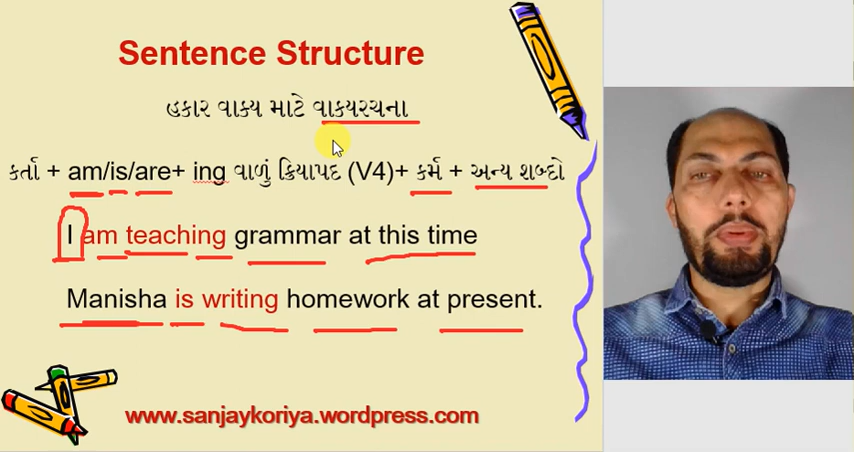 Sentence Structure
હકાર વાક્ય માટે વાકયરચના
કર્તા + am/is/are+ ing વાળું ક્રિયાપદ (V4)+ કર્મ + અન્ય શબ્દો
I am teaching grammar at this time
Manisha is writing homework at present.
www.sanjaykoriya.wordpress.com